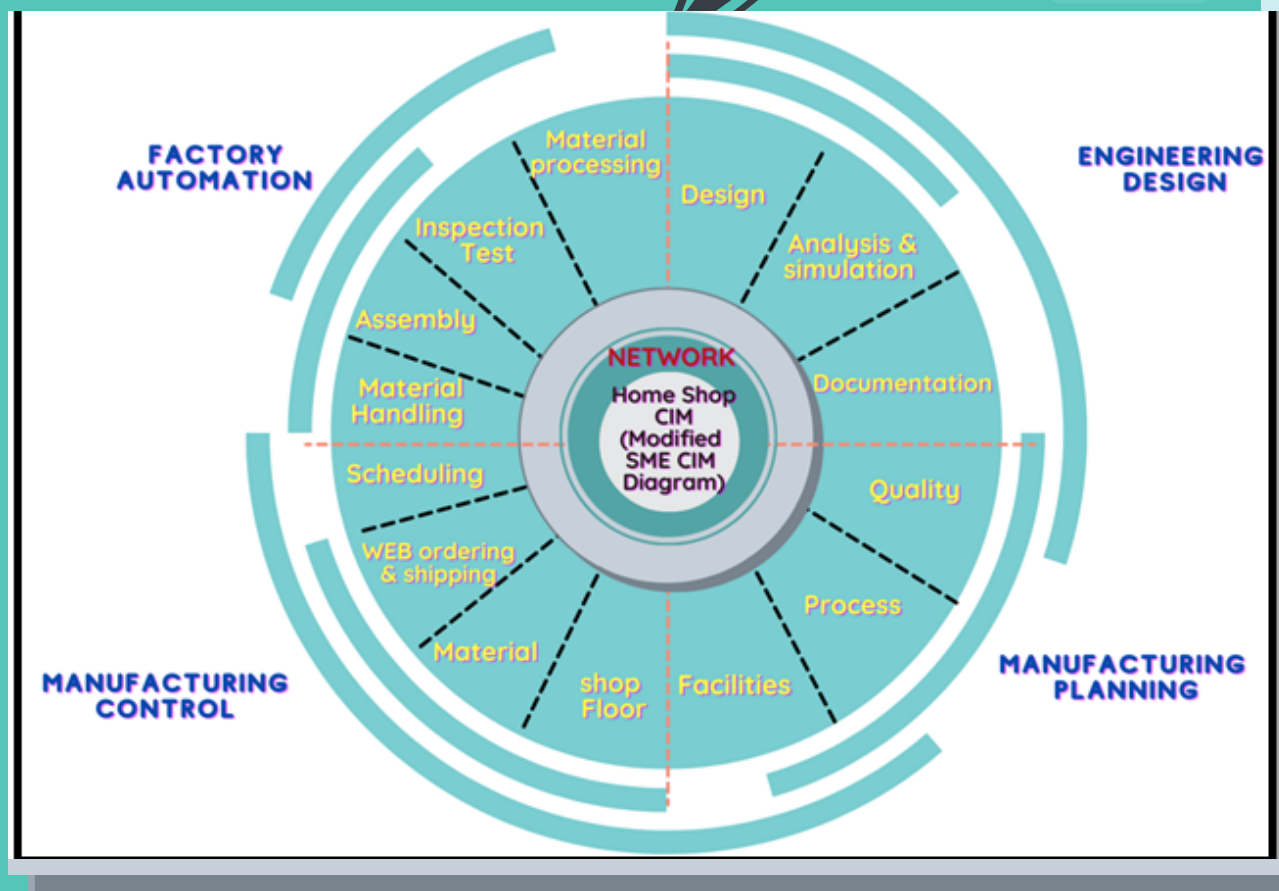 FACTORY
AUTOMATION
ENGINEERING
DESIGN
Material
processing
Design
Inspection
Test
Analysis &
simulation
Assembly
Material
Handling
Documentation
NETWORK
Home Shop
CIM
(Modified
SME CIM
Diagram)
Scheduling
Quality
WEB ordering
& shipping
Process
Material
shop
Floor
Facilities
MANUFACTURING
CONTROL
MANUFACTURING
PLANNING